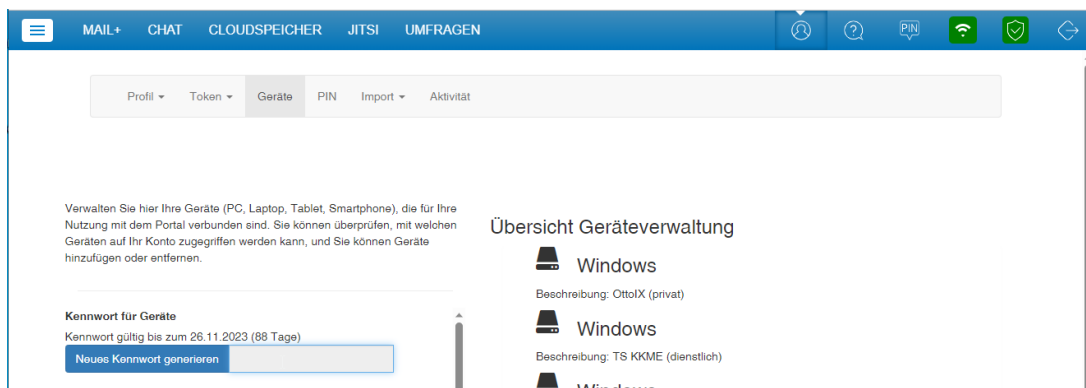 MAIL+ CHAT CLOUDSPEICHER JITSI UMFRAGEN PIN
Profil Token Geräte PIN Import Aktivität
Verwalten Sie hier Ihre Geräte (PC, Laptop, Tablet, Smartphone), die für Ihre
Nutzung mit dem Portal verbunden sind. Sie können überprüfen, mit welchen
Geräten auf Ihr Konto zugegriffen werden kann, und Sie können Geräte
hinzufügen oder entfernen.
Kennwort für Geräte
Kennwort gültig bis zum 26.11.2023 (88 Tage)
Neues Kennwort generieren
Übersicht Geräteverwaltung
Windows
Beschreibung: OttoIX (privat)
Windows
Beschreibung: TS KKME (dienstlich)
Windows